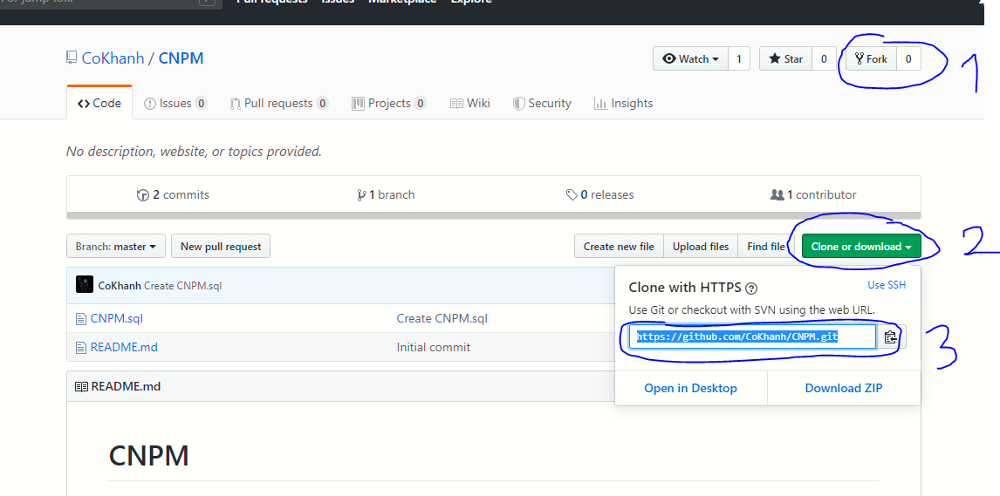 Pull requests Issues Marketplace Explore
CoKhanh / CNPM
Watch 1 Star 0 Fork 0 1
Code Issues 0 Pull requests 0 Projects 0 Wiki Security Insights
No description, website, or topics provided.
2 commits 1 branch 0 releases 1 contributor
Branch: master New pull request Create new file Upload files Find file Clone or download 2
CoKhanh Create CNPM.sql
Clone with HTTPS Use SSH
Use Git or checkout with SVN using the web URL.
CNPM.sql Create CNPM.sql
https://github.com/CoKhanh/CNPM.git 3
README.md Initial commit
Open in Desktop Download ZIP
README.md
CNPM